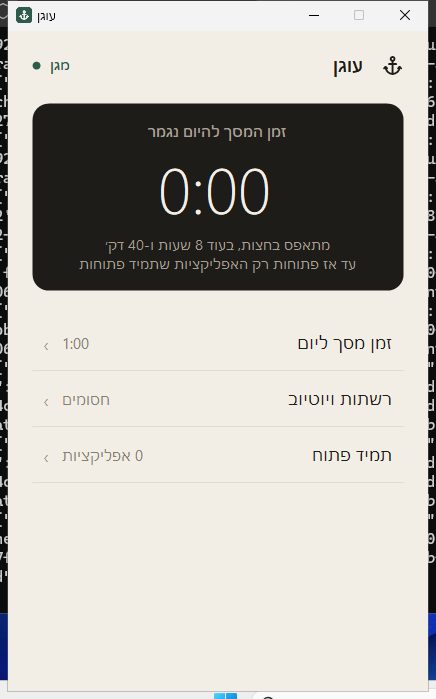 עוגן
עוגן
מגן
זמן המסך להיום נגמר
0:00
מתאפס בחצות, בעוד 8 שעות ו-40 דק׳
עד אז פתוחות רק האפליקציות שתמיד פתוחות
זמן מסך ליום 1:00
רשתות ויוטיוב חסומים
תמיד פתוח 0 אפליקציות